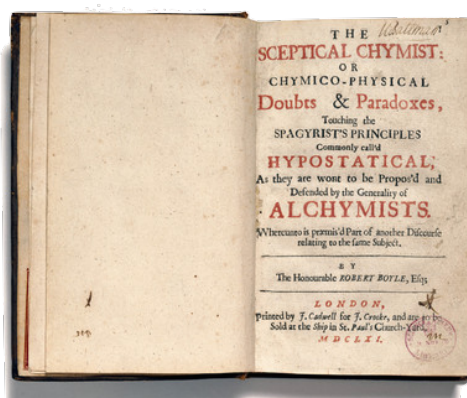 THE
SCEPTICAL CHYMIST:
OR
CHYMICO-PHYSICAL
Doubts & Paradoxes,
Touching the
SPAGYRIST'S PRINCIPLES
Commonly call'd
HYPOSTATICAL,
As they are wont to be Propos'd and
Defended by the Generality of
ALCHYMISTS.
Whereunto is præmis'd Part of another Discourse
relating to the same Subject.
BY
The Honourable ROBERT BOYLE, Esq;
LONDON,
Printed by J. Cadwell for J. Crooke, and are to be
Sold at the Ship in St. Paul's Church-Yard.
MDCLXI.